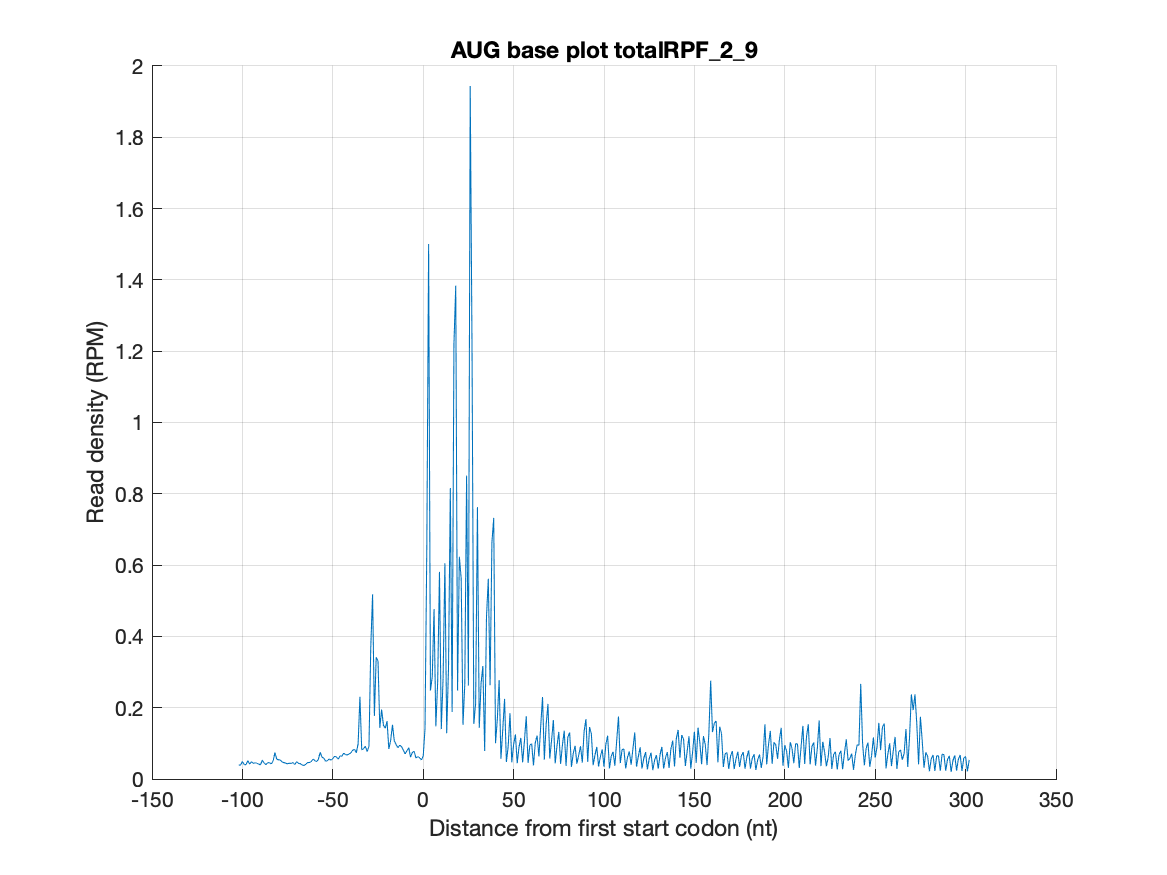 AUG base plot totalRPF_2_9
Read density (RPM)
2
1.8
1.6
1.4
1.2
1
0.8
0.6
0.4
0.2
0
-150 -100 -50 0 50 100 150 200 250 300 350
Distance from first start codon (nt)